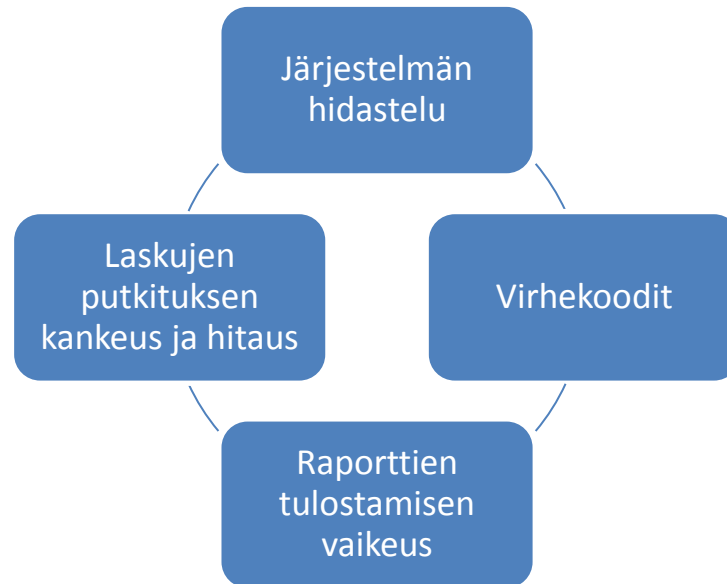 Järjestelmän
hidastelu
Laskujen
putkituksen
kankeus ja hitaus
Virhekoodit
Raporttien
tulostamisen
vaikeus